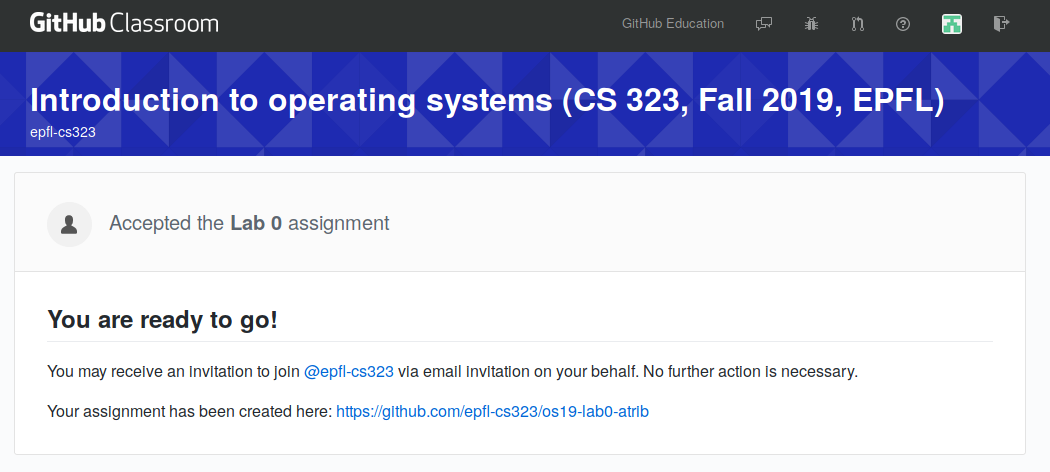 GitHub Classroom
GitHub Education
Introduction to operating systems (CS 323, Fall 2019, EPFL)
epfl-cs323
Accepted the Lab 0 assignment
You are ready to go!
You may receive an invitation to join @epfl-cs323 via email invitation on your behalf. No further action is necessary.
Your assignment has been created here: https://github.com/epfl-cs323/os19-lab0-atrib